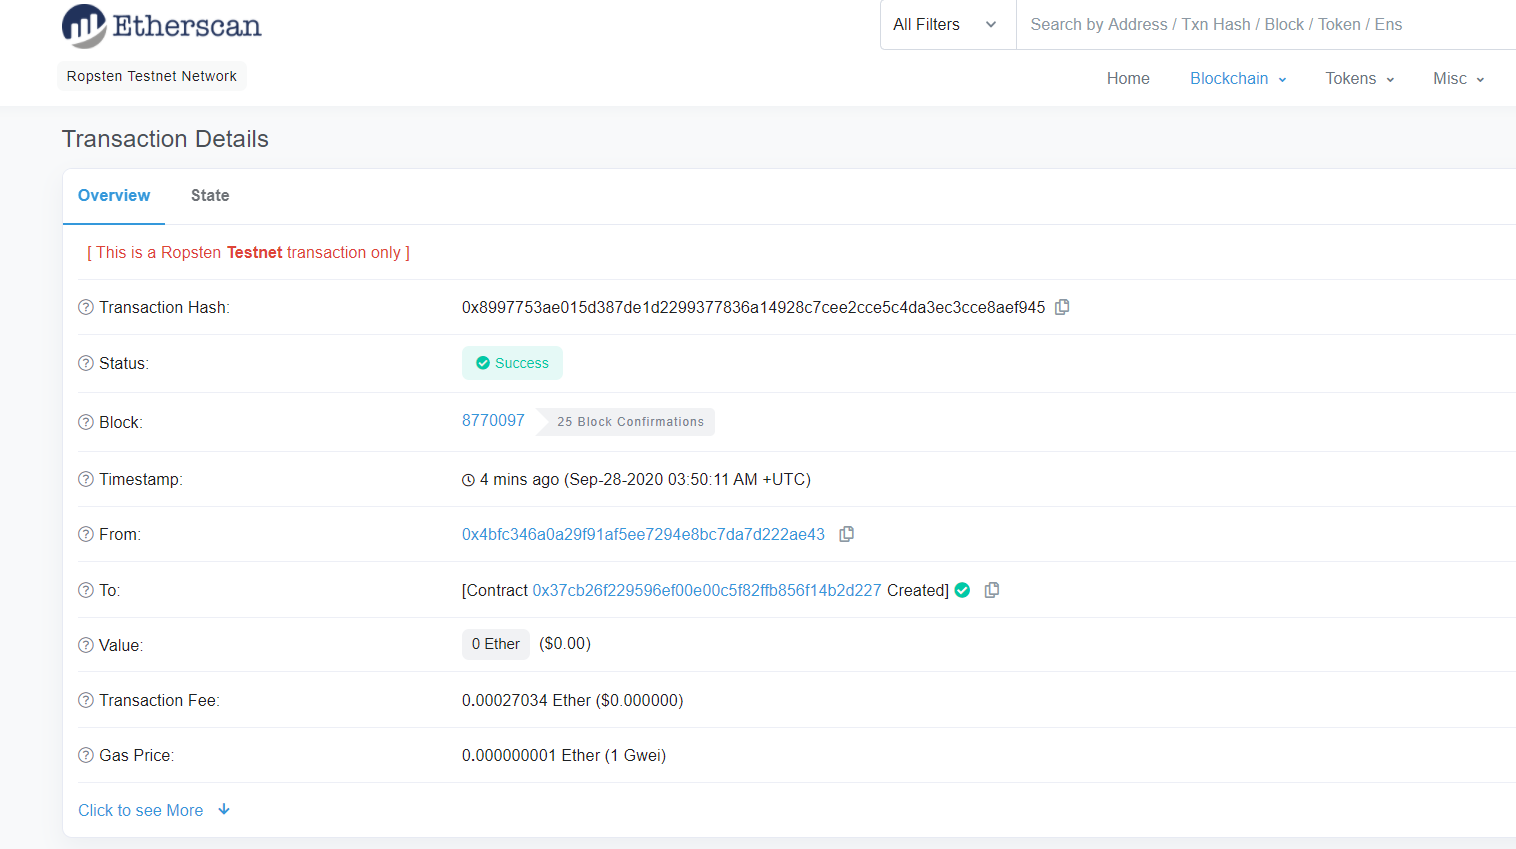 Etherscan
All Filters
Search by Address / Txn Hash / Block / Token / Ens
Ropsten Testnet Network
Home Blockchain Tokens Misc
Transaction Details
Overview State
[ This is a Ropsten Testnet transaction only ]
Transaction Hash: 0x8997753ae015d387de1d2299377836a14928c7cee2cce5c4da3ec3cce8aef945
Status: Success
Block: 8770097 25 Block Confirmations
Timestamp: 4 mins ago (Sep-28-2020 03:50:11 AM +UTC)
From: 0x4bfc346a0a29f91af5ee7294e8bc7da7d222ae43
To: [Contract 0x37cb26f229596ef00e00c5f82ffb856f14b2d227 Created]
Value: 0 Ether ($0.00)
Transaction Fee: 0.00027034 Ether ($0.000000)
Gas Price: 0.000000001 Ether (1 Gwei)
Click to see More